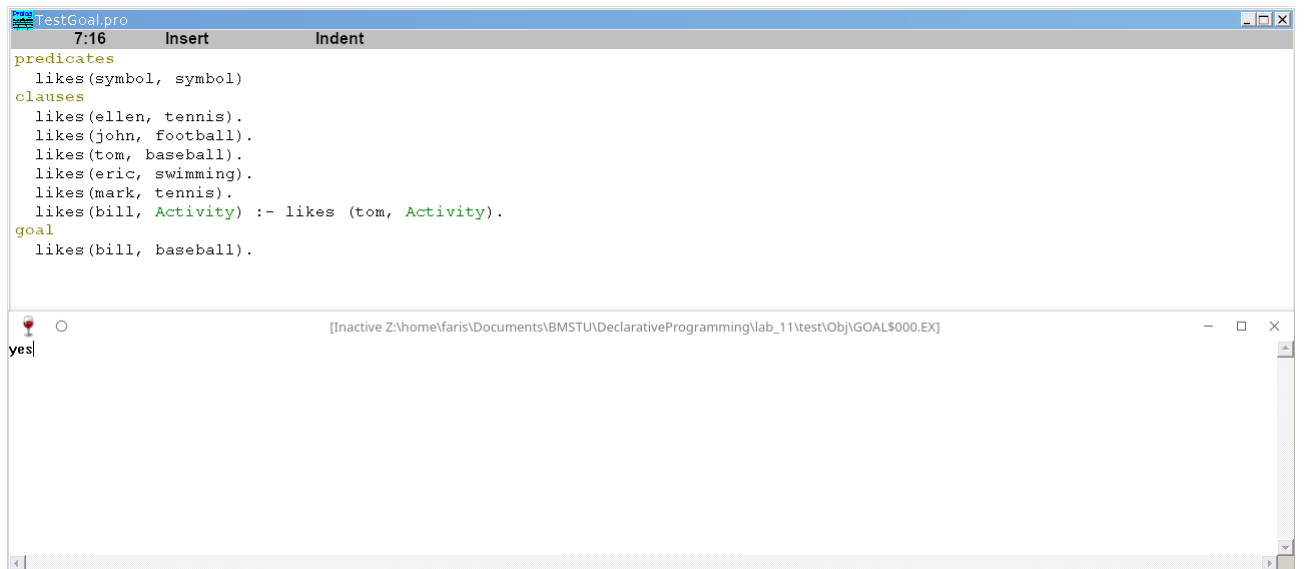 TestGoal.pro
7:16 Insert Indent
predicates
likes(symbol, symbol)
clauses
likes(ellen, tennis).
likes(john, football).
likes(tom, baseball).
likes(eric, swimming).
likes(mark, tennis).
likes(bill, Activity) :- likes (tom, Activity).
goal
likes(bill, baseball).
[Inactive Z:\home\faris\Documents\BMSTU\DeclarativeProgramming\lab_11\test\Obj\GOAL$000.EX]
yes